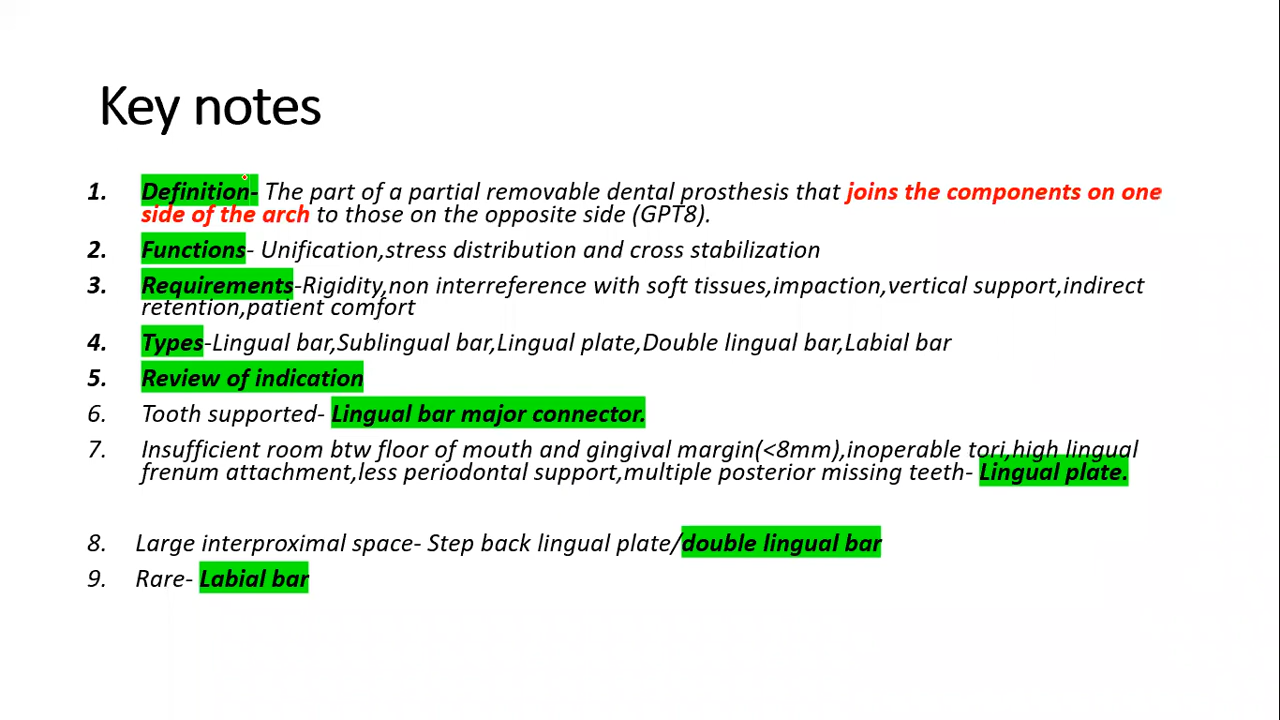 Key notes
1. Definition- The part of a partial removable dental prosthesis that joins the components on one
side of the arch to those on the opposite side (GPT8).
2. Functions- Unification,stress distribution and cross stabilization
3. Requirements-Rigidity,non interreference with soft tissues,impaction,vertical support,indirect
retention,patient comfort
4. Types-Lingual bar,Sublingual bar,Lingual plate,Double lingual bar,Labial bar
5. Review of indication
6. Tooth supported- Lingual bar major connector.
7. Insufficient room btw floor of mouth and gingival margin(<8mm),inoperable tori,high lingual
frenum attachment,less periodontal support,multiple posterior missing teeth- Lingual plate.
8. Large interproximal space- Step back lingual plate/double lingual bar
9. Rare- Labial bar